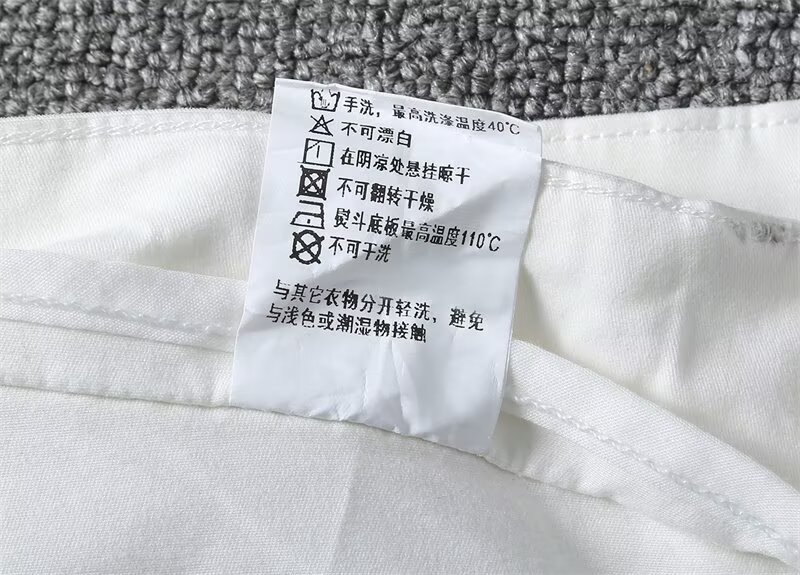 手洗，最高洗涤温度40℃
不可漂白
在阴凉处悬挂晾干
不可翻转干燥
熨斗底板最高温度110℃
不可干洗
与其它衣物分开轻洗，避免
与浅色或潮湿物接触